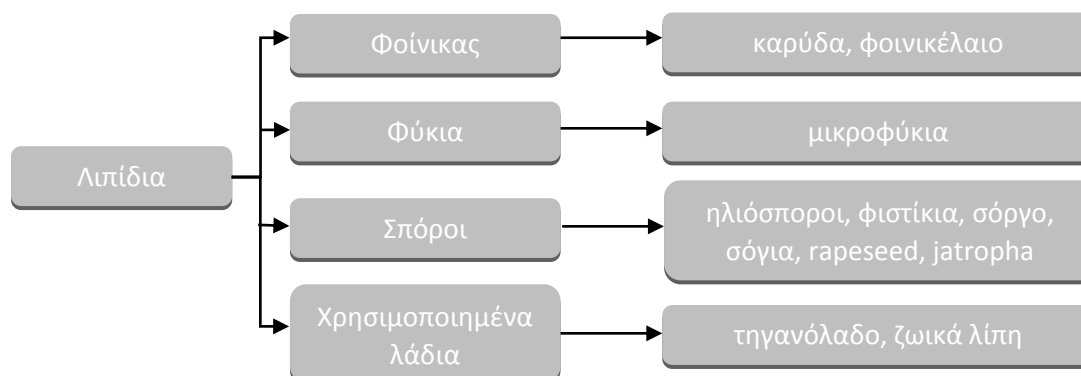 Φοίνικας
καρύδα, φοινικέλαιο
Φύκια
μικροφύκια
Λιπίδια
Σπόροι
ηλιόσποροι, φιστίκια, σόργο,
σόγια, rapeseed, jatropha
Χρησιμοποιημένα
λάδια
τηγανόλαδο, ζωικά λίπη